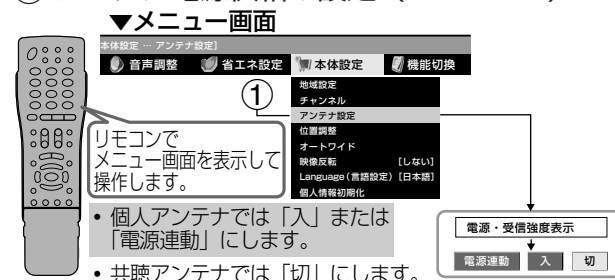 ▼メニュー画面
本体設定 … アンテナ設定]
音声調整 省エネ設定 本体設定 機能切換
①
地域設定
チャンネル
アンテナ設定
位置調整
オートワイド
映像反転 [しない]
Language(言語設定) [日本語]
個人情報初期化
リモコンで
メニュー画面を表示して
操作します。
• 個人アンテナでは「入」または
「電源連動」にします。
• 共聴アンテナでは「切」にします。
電源・受信強度表示
電源連動 入 切